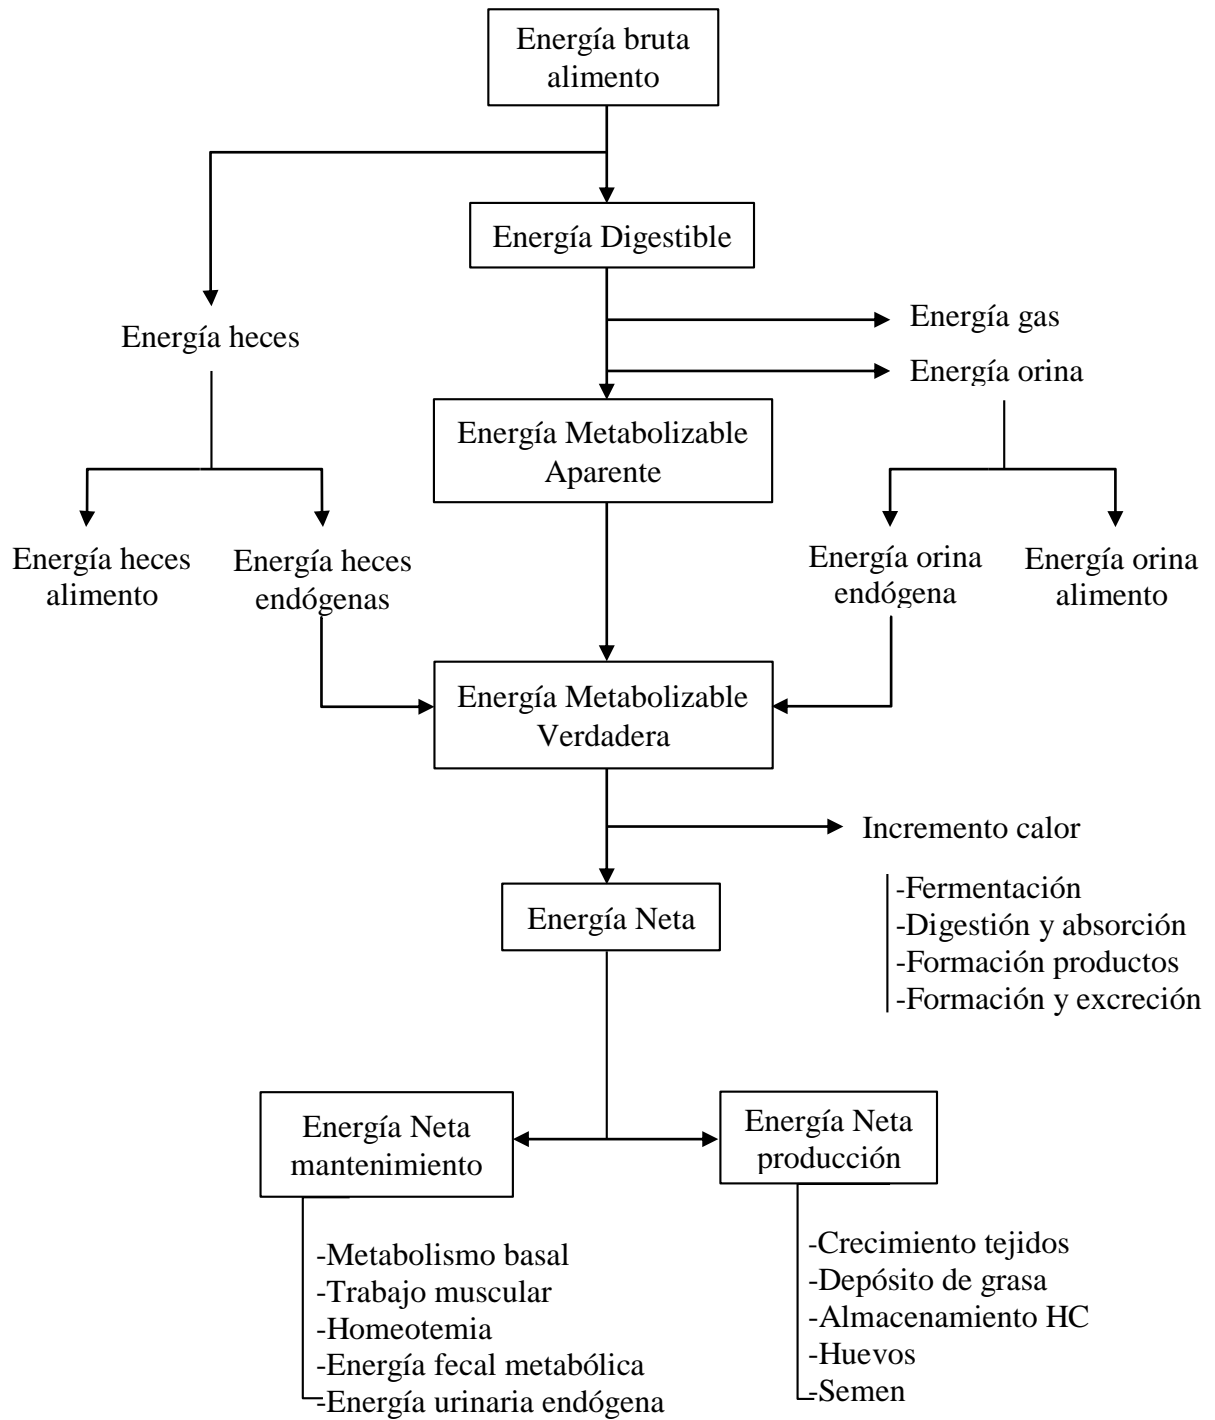 Energía bruta
alimento
Energía Digestible
Energía gas
Energía heces
Energía orina
Energía Metabolizable
Aparente
Energía heces
alimento
Energía heces
endógenas
Energía orina
endógena
Energía orina
alimento
Energía Metabolizable
Verdadera
Incremento calor
-Fermentación
-Digestión y absorción
-Formación productos
-Formación y excreción
Energía Neta
Energía Neta
mantenimiento
Energía Neta
producción
-Metabolismo basal
-Trabajo muscular
-Homeotemia
-Energía fecal metabólica
-Energía urinaria endógena
-Crecimiento tejidos
-Depósito de grasa
-Almacenamiento HC
-Huevos
-Semen